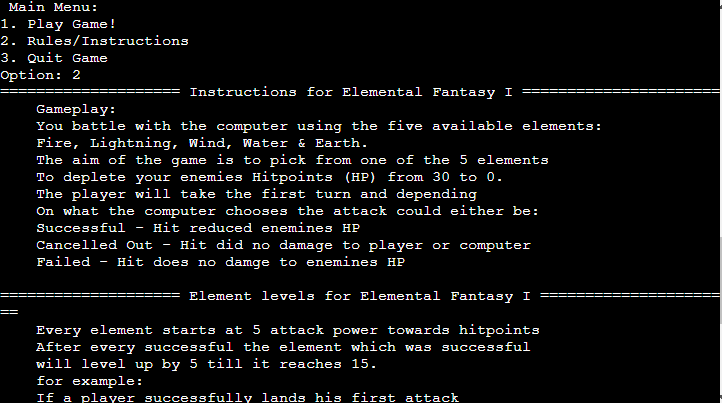 Main Menu:
1. Play Game!
2. Rules/Instructions
3. Quit Game
Option: 2
==================== Instructions for Elemental Fantasy I ======================
Gameplay:
You battle with the computer using the five available elements:
Fire, Lightning, Wind, Water & Earth.
The aim of the game is to pick from one of the 5 elements
To deplete your enemies Hitpoints (HP) from 30 to 0.
The player will take the first turn and depending
On what the computer chooses the attack could either be:
Successful - Hit reduced enemines HP
Cancelled Out - Hit did no damage to player or computer
Failed - Hit does no damge to enemines HP
==================== Element levels for Elemental Fantasy I ====================
==
Every element starts at 5 attack power towards hitpoints
After every successful the element which was successful
will level up by 5 till it reaches 15.
for example:
If a player successfully lands his first attack